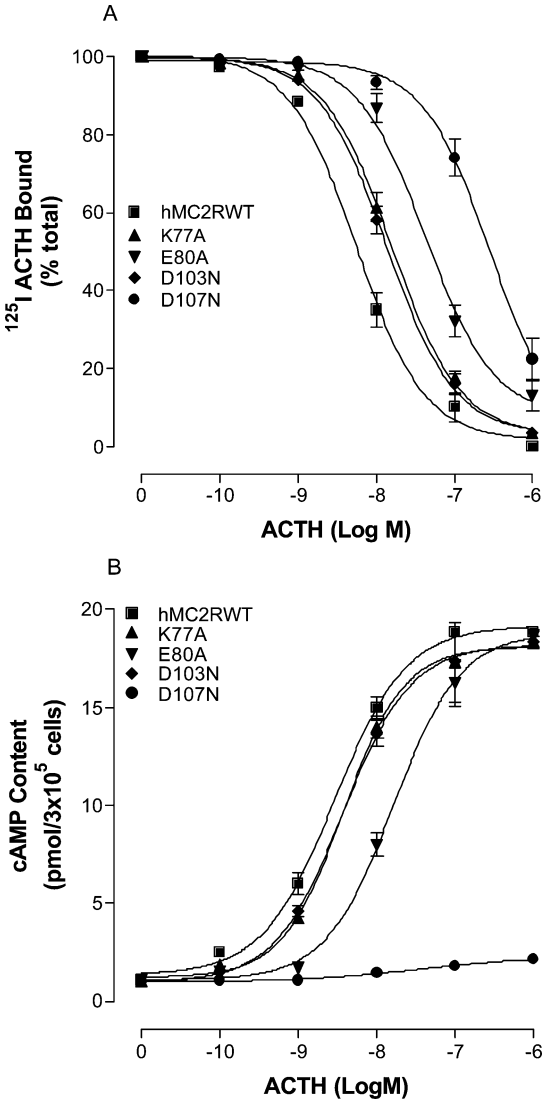 A
100
80
60
40
20
0
¹²⁵I ACTH Bound
(% total)
hMC2RWT
K77A
E80A
D103N
D107N
0 -10 -9 -8 -7 -6
ACTH (Log M)
B
20
15
10
5
0
cAMP Content
(pmol/3x10⁵ cells)
hMC2RWT
K77A
E80A
D103N
D107N
0 -10 -9 -8 -7 -6
ACTH (LogM)